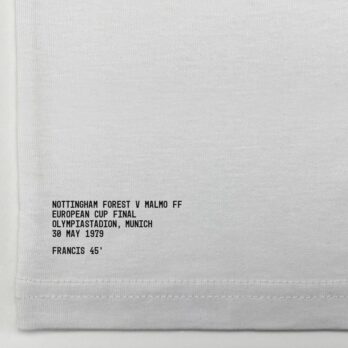 NOTTINGHAM FOREST V MALMO FF
EUROPEAN CUP FINAL
OLYMPIASTADION, MUNICH
30 MAY 1979
FRANCIS 45'